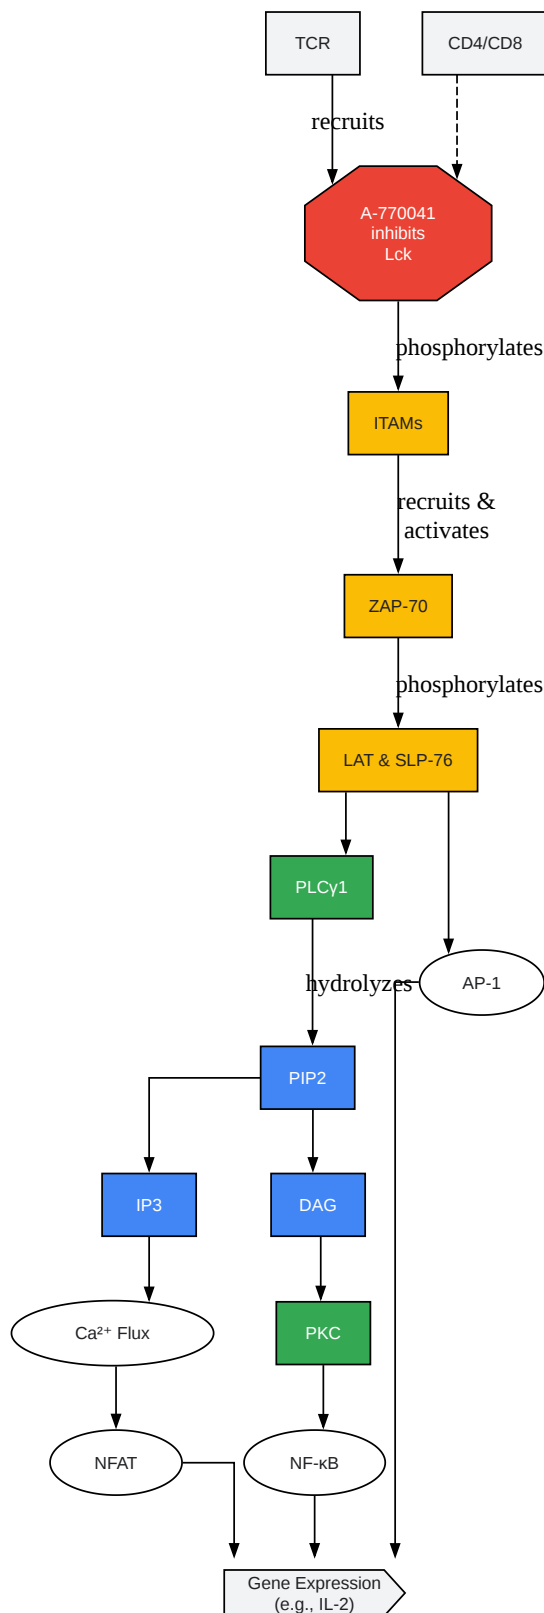 TCR
CD4/CD8
recruits
A-770041
inhibits
Lck
phosphorylates
ITAMs
recruits &
activates
ZAP-70
phosphorylates
LAT & SLP-76
PLCγ1
hydrolyzes
AP-1
PIP2
IP3
DAG
Ca²⁺ Flux
PKC
NFAT
NF-κB
Gene Expression
(e.g., IL-2)